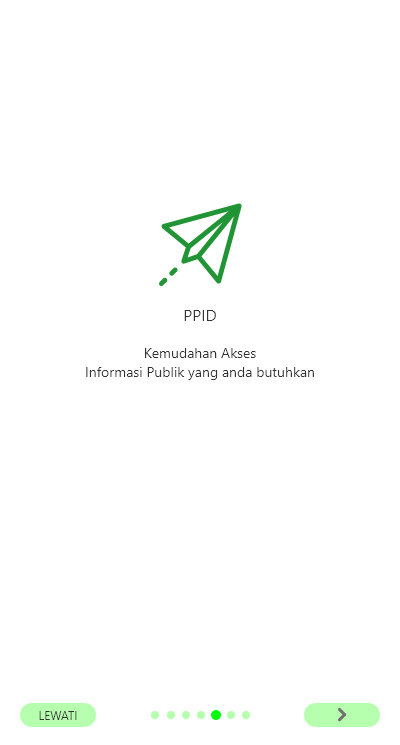 PPID
Kemudahan Akses
Informasi Publik yang anda butuhkan
LEWATI